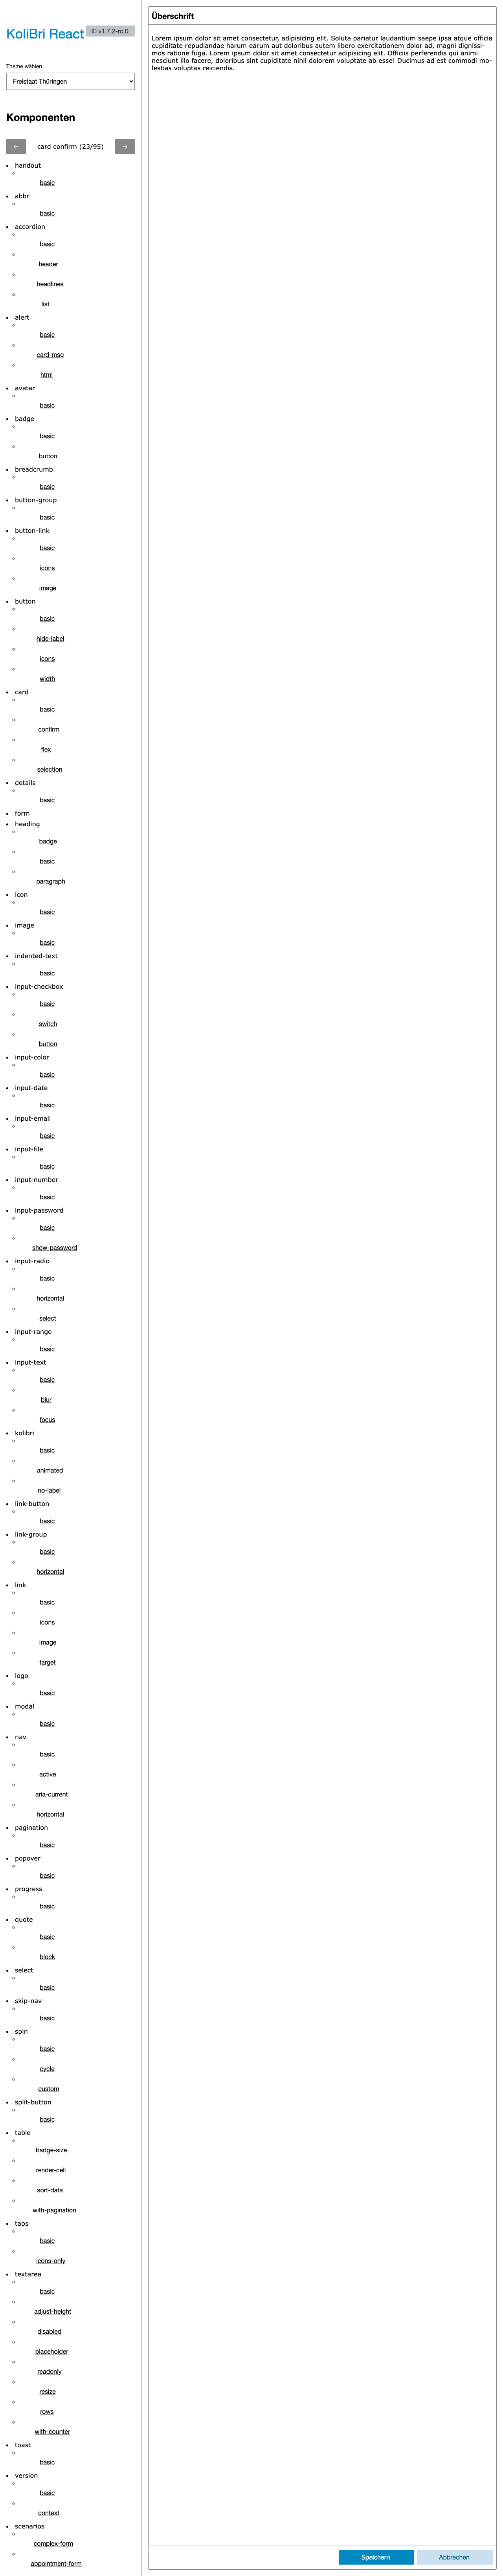 KoliBri React
v1.7.2-rc.0
Theme wählen
Freistaat Thüringen
Komponenten
← card confirm (23/95) →
handout
basic
abbr
basic
accordion
basic
header
headlines
list
alert
basic
card-msg
html
avatar
basic
badge
basic
button
breadcrumb
basic
button-group
basic
button-link
basic
icons
image
button
basic
hide-label
icons
width
card
basic
confirm
flex
selection
details
basic
form
heading
badge
basic
paragraph
icon
basic
image
basic
indented-text
basic
input-checkbox
basic
switch
button
input-color
basic
input-date
basic
input-email
basic
input-file
basic
input-number
basic
input-password
basic
show-password
input-radio
basic
horizontal
select
input-range
basic
input-text
basic
blur
focus
kolibri
basic
animated
no-label
link-button
basic
link-group
basic
horizontal
link
basic
icons
image
target
logo
basic
modal
basic
nav
basic
active
aria-current
horizontal
pagination
basic
popover
basic
progress
basic
quote
basic
block
select
basic
skip-nav
basic
spin
basic
cycle
custom
split-button
basic
table
badge-size
render-cell
sort-data
with-pagination
tabs
basic
icons-only
textarea
basic
adjust-height
disabled
placeholder
readonly
resize
rows
with-counter
toast
basic
version
basic
context
scenarios
complex-form
appointment-form
Überschrift
Lorem ipsum dolor sit amet consectetur, adipisicing elit. Soluta pariatur laudantium saepe ipsa atque officia
cupiditate repudiandae harum earum aut doloribus autem libero exercitationem dolor ad, magni dignissi-
mos ratione fuga. Lorem ipsum dolor sit amet consectetur adipisicing elit. Officiis perferendis qui animi
nesciunt illo facere, doloribus sint cupiditate nihil dolorem voluptate ab esse! Ducimus ad est commodi mo-
lestias voluptas reiciendis.
Speichern
Abbrechen